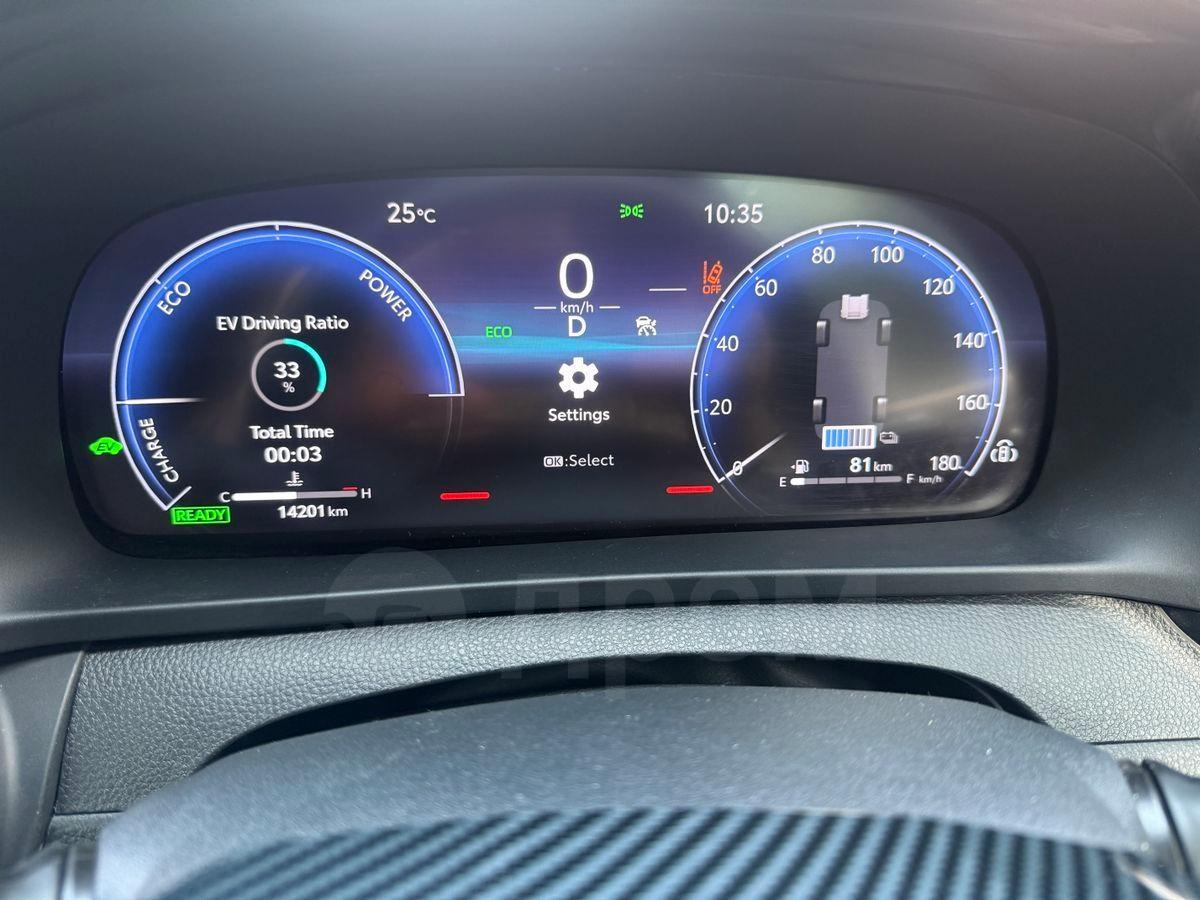 25°C
10:35
ECO
POWER
CHARGE
EV Driving Ratio
33
%
Total Time
00:03
EV
C
H
READY
14201 km
0
km/h
D
ECO
OFF
Settings
OK:Select
0
20
40
60
80
100
120
140
160
180
km/h
81 km
E
F
дром